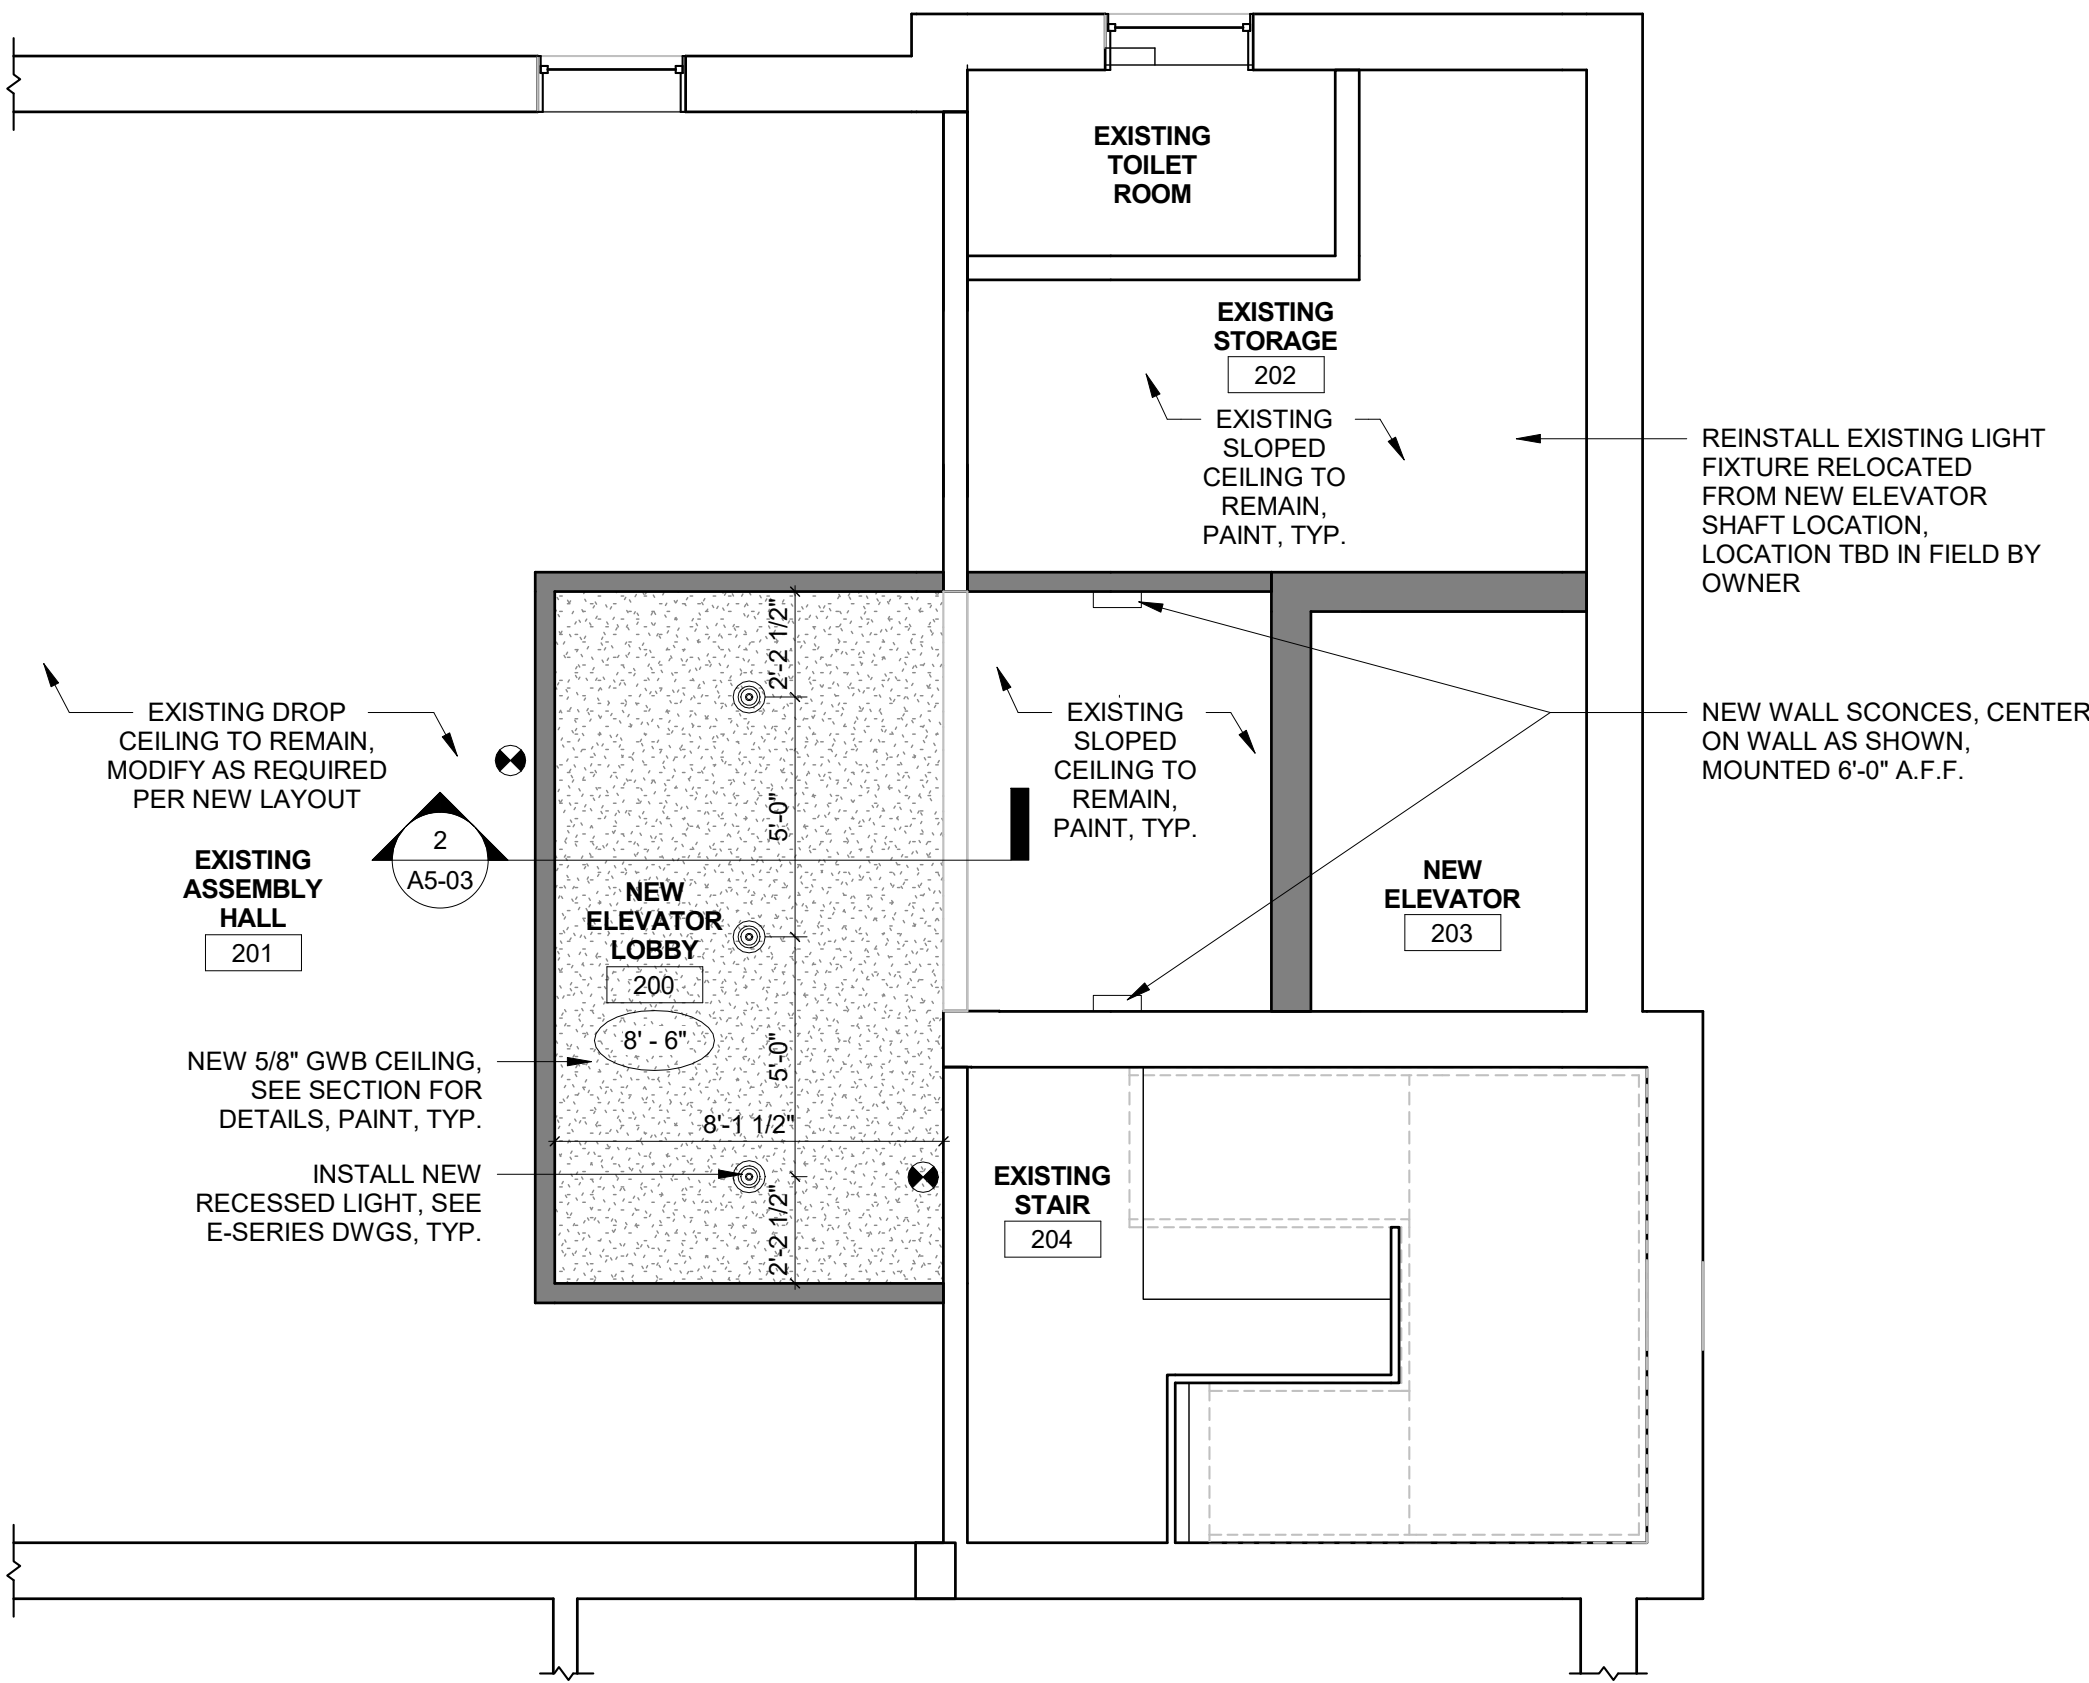 EXISTING
TOILET
ROOM
EXISTING
STORAGE
202
EXISTING
SLOPED
CEILING TO
REMAIN,
PAINT, TYP.
REINSTALL EXISTING LIGHT
FIXTURE RELOCATED
FROM NEW ELEVATOR
SHAFT LOCATION,
LOCATION TBD IN FIELD BY
OWNER
2'-2 1/2"
EXISTING DROP
CEILING TO REMAIN,
MODIFY AS REQUIRED
PER NEW LAYOUT
EXISTING
SLOPED
CEILING TO
REMAIN,
PAINT, TYP.
NEW WALL SCONCES, CENTER
ON WALL AS SHOWN,
MOUNTED 6'-0" A.F.F.
5'-0"
2
A5-03
EXISTING
ASSEMBLY
HALL
201
NEW
ELEVATOR
LOBBY
200
8' - 6"
NEW
ELEVATOR
203
NEW 5/8" GWB CEILING,
SEE SECTION FOR
DETAILS, PAINT, TYP.
5'-0"
8'-1 1/2"
INSTALL NEW
RECESSED LIGHT, SEE
E-SERIES DWGS, TYP.
2'-2 1/2"
EXISTING
STAIR
204